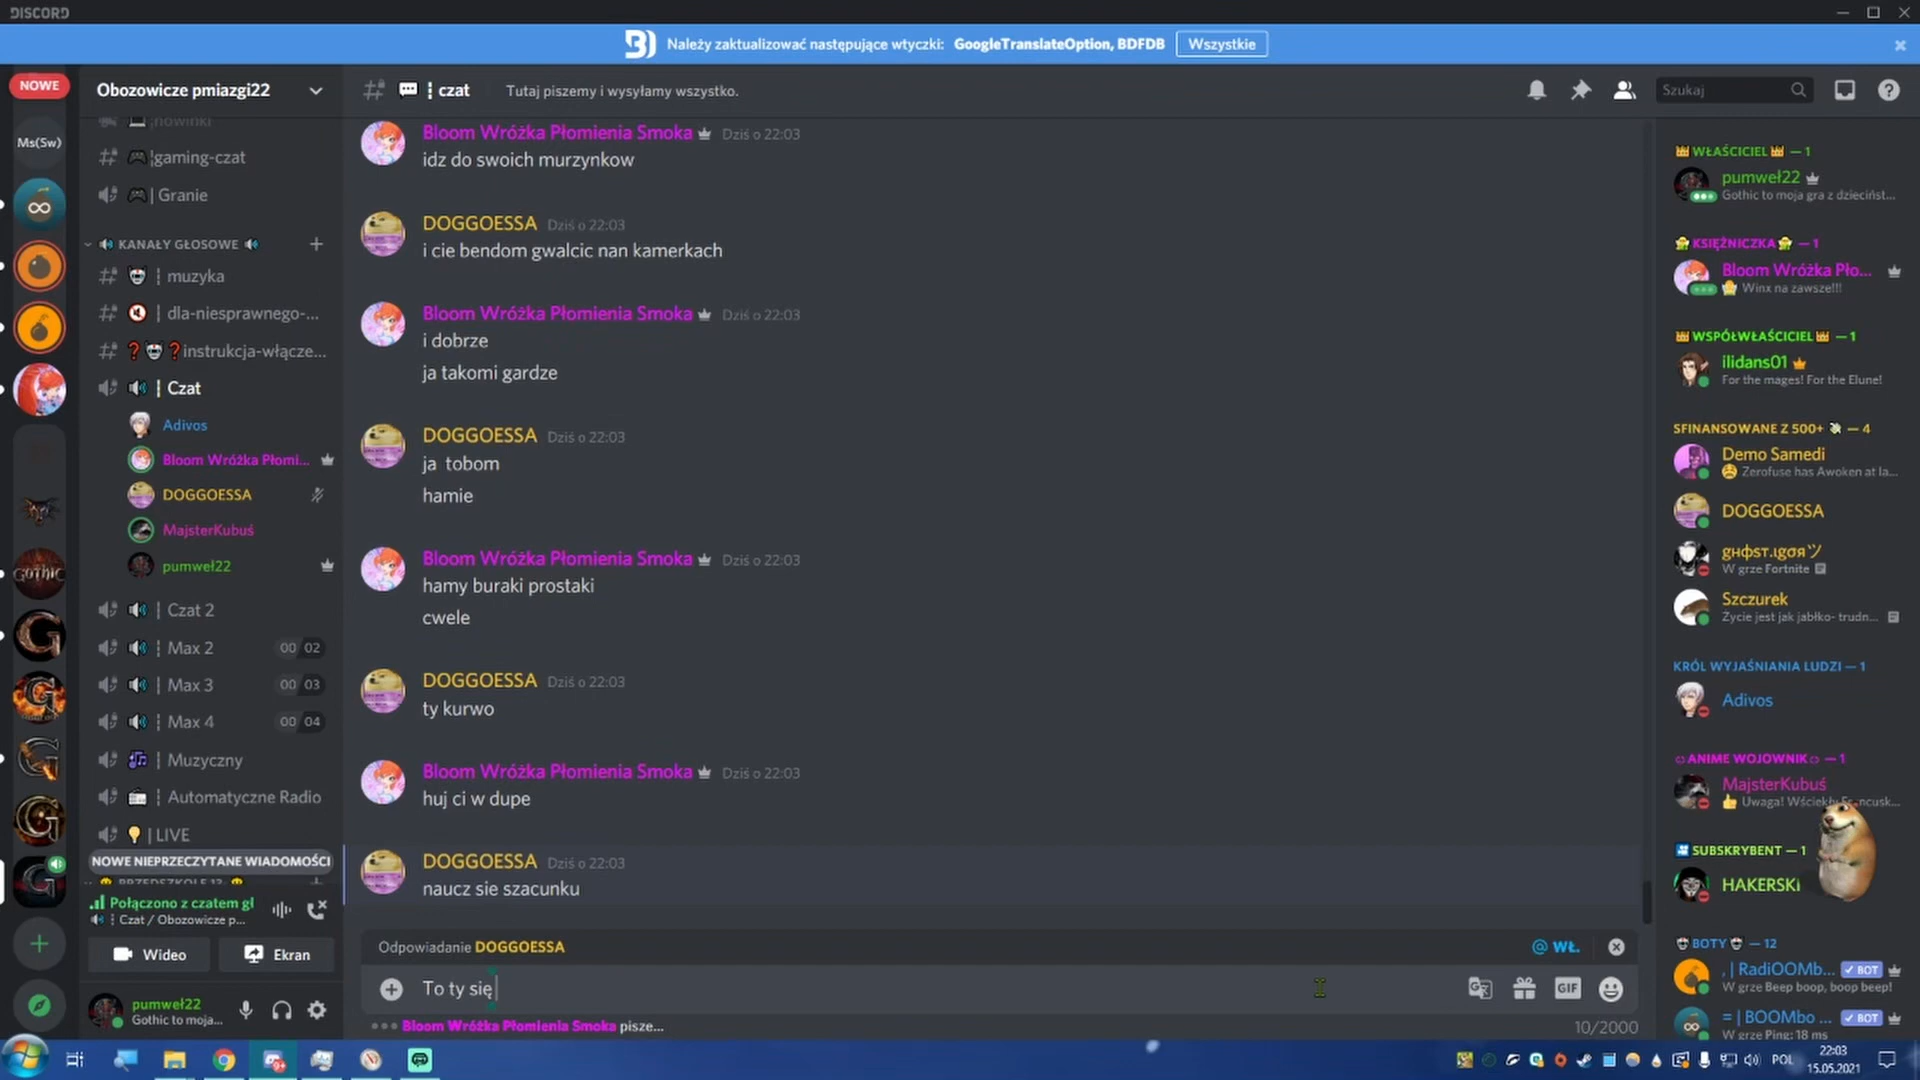 DISCORD
Należy zaktualizować następujące wtyczki: GoogleTranslateOption, BDFDB Wszystkie
NOWE
Ms(Sw)
GOTHIC
Obozowicze pmiazgi22
¦nowinki
¦gaming-czat
| Granie
KANAŁY GŁOSOWE
¦ muzyka
| dla-niesprawnego-...
instrukcja-włącze...
¦ Czat
Adivos
Bloom Wróżka Płomi...
DOGGOESSA
MajsterKubuś
pumweł22
¦ Czat 2
¦ Max 2 00 02
¦ Max 3 00 03
¦ Max 4 00 04
| Muzyczny
¦ Automatyczne Radio
| LIVE
NOWE NIEPRZECZYTANE WIADOMOŚCI
Połączono z czatem gł
¦ Czat / Obozowicze p...
Wideo Ekran
pumweł22
Gothic to moja...
¦ czat Tutaj piszemy i wysyłamy wszystko.
Szukaj
Bloom Wróżka Płomienia Smoka Dziś o 22:03
idz do swoich murzynkow
DOGGOESSA Dziś o 22:03
i cie bendom gwalcic nan kamerkach
Bloom Wróżka Płomienia Smoka Dziś o 22:03
i dobrze
ja takomi gardze
DOGGOESSA Dziś o 22:03
ja tobom
hamie
Bloom Wróżka Płomienia Smoka Dziś o 22:03
hamy buraki prostaki
cwele
DOGGOESSA Dziś o 22:03
ty kurwo
Bloom Wróżka Płomienia Smoka Dziś o 22:03
huj ci w dupe
DOGGOESSA Dziś o 22:03
naucz sie szacunku
Odpowiadanie DOGGOESSA @ WŁ.
To ty się
GIF
Bloom Wróżka Płomienia Smoka pisze...
10/2000
WŁAŚCICIEL — 1
pumweł22
Gothic to moja gra z dziecińst...
KSIĘŻNICZKA — 1
Bloom Wróżka Pło...
Winx na zawsze!!!
WSPÓŁWŁAŚCICIEL — 1
ilidans01
For the mages! For the Elune!
SFINANSOWANE Z 500+ — 4
Demo Samedi
Zerofuse has Awoken at la...
DOGGOESSA
gнфsт.ιgσяツ
W grze Fortnite
Szczurek
Życie jest jak jabłko- trudn...
KRÓL WYJAŚNIANIA LUDZI — 1
Adivos
ANIME WOJOWNIK — 1
MajsterKubuś
Uwaga!
SUBSKRYBENT — 1
HAKERSKI
BOTY — 12
, | RadiOOMb... BOT
W grze Beep boop, boop beep!
= | BOOMbo ... BOT
W grze Ping: 18 ms
POL
22:03
15.05.2021